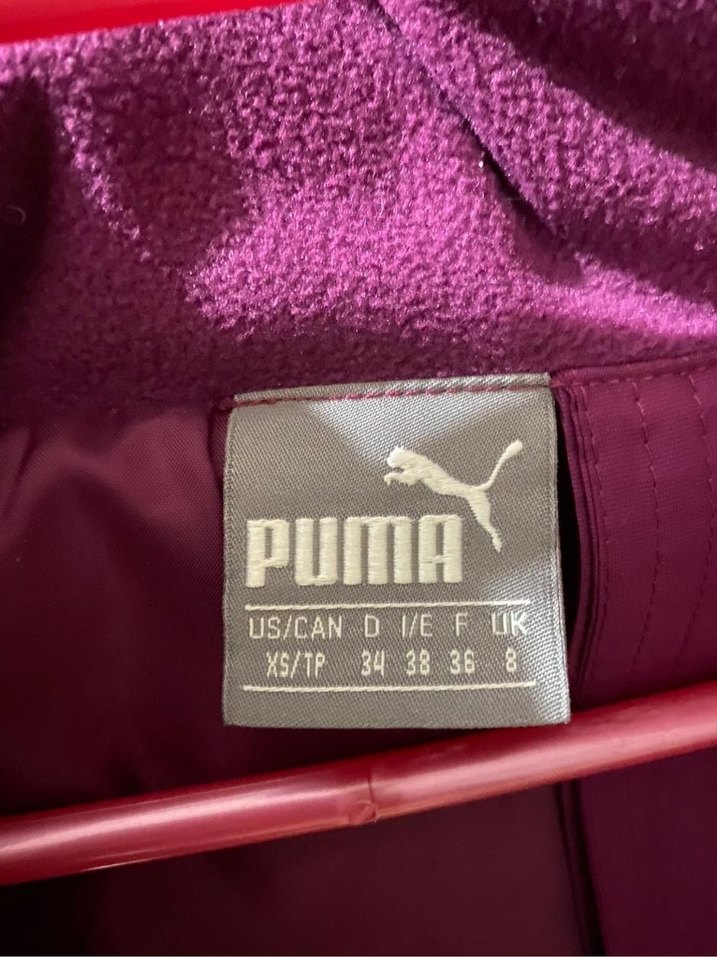 PUMA
US/CAN D I/E F UK
XS/TP 34 38 36 8